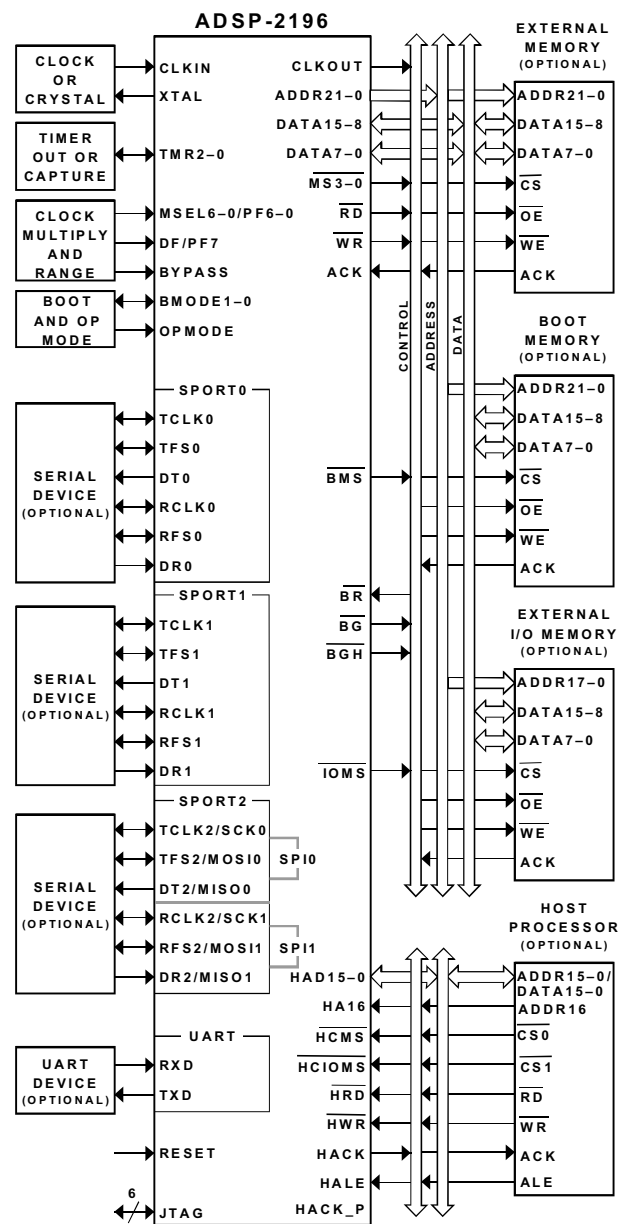 ADSP-2196
CLOCK
OR
CRYSTAL
TIMER
OUT OR
CAPTURE
CLOCK
MULTIPLY
AND
RANGE
BOOT
AND OP
MODE
SERIAL
DEVICE
(OPTIONAL)
SERIAL
DEVICE
(OPTIONAL)
SERIAL
DEVICE
(OPTIONAL)
UART
DEVICE
(OPTIONAL)
6
CLKIN
XTAL
TMR2–0
MSEL6–0/PF6–0
DF/PF7
BYPASS
BMODE1–0
OPMODE
SPORT0
TCLK0
TFS0
DT0
RCLK0
RFS0
DR0
SPORT1
TCLK1
TFS1
DT1
RCLK1
RFS1
DR1
SPORT2
TCLK2/SCK0
TFS2/MOSI0
DT2/MISO0
SPI0
RCLK2/SCK1
RFS2/MOSI1
DR2/MISO1
SPI1
UART
RXD
TXD
RESET
JTAG
CLKOUT
ADDR21–0
DATA15–8
DATA7–0
MS3–0
RD
WR
ACK
BMS
BR
BG
BGH
IOMS
HAD15–0
HA16
HCMS
HCIOMS
HRD
HWR
HACK
HALE
HACK_P
CONTROL
ADDRESS
DATA
EXTERNAL
MEMORY
(OPTIONAL)
ADDR21–0
DATA15–8
DATA7–0
CS
OE
WE
ACK
BOOT
MEMORY
(OPTIONAL)
ADDR21–0
DATA15–8
DATA7–0
CS
OE
WE
ACK
EXTERNAL
I/O MEMORY
(OPTIONAL)
ADDR17–0
DATA15–8
DATA7–0
CS
OE
WE
ACK
HOST
PROCESSOR
(OPTIONAL)
ADDR15–0/
DATA15–0
ADDR16
CS0
CS1
RD
WR
ACK
ALE